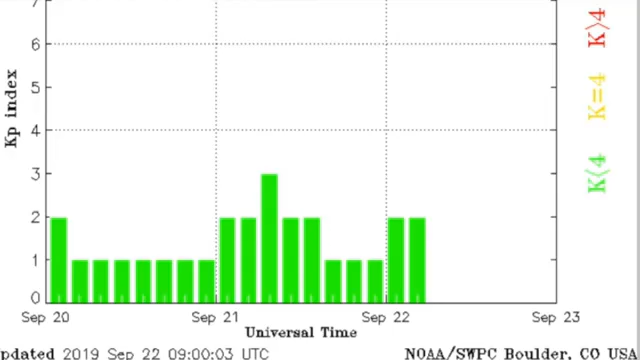 7
6
5
4
3
2
1
0
Kp index
Sep 20 Sep 21 Sep 22 Sep 23
Universal Time
K<4 K=4 K>4
pdated 2019 Sep 22 09:00:03 UTC NOAA/SWPC Boulder, CO USA